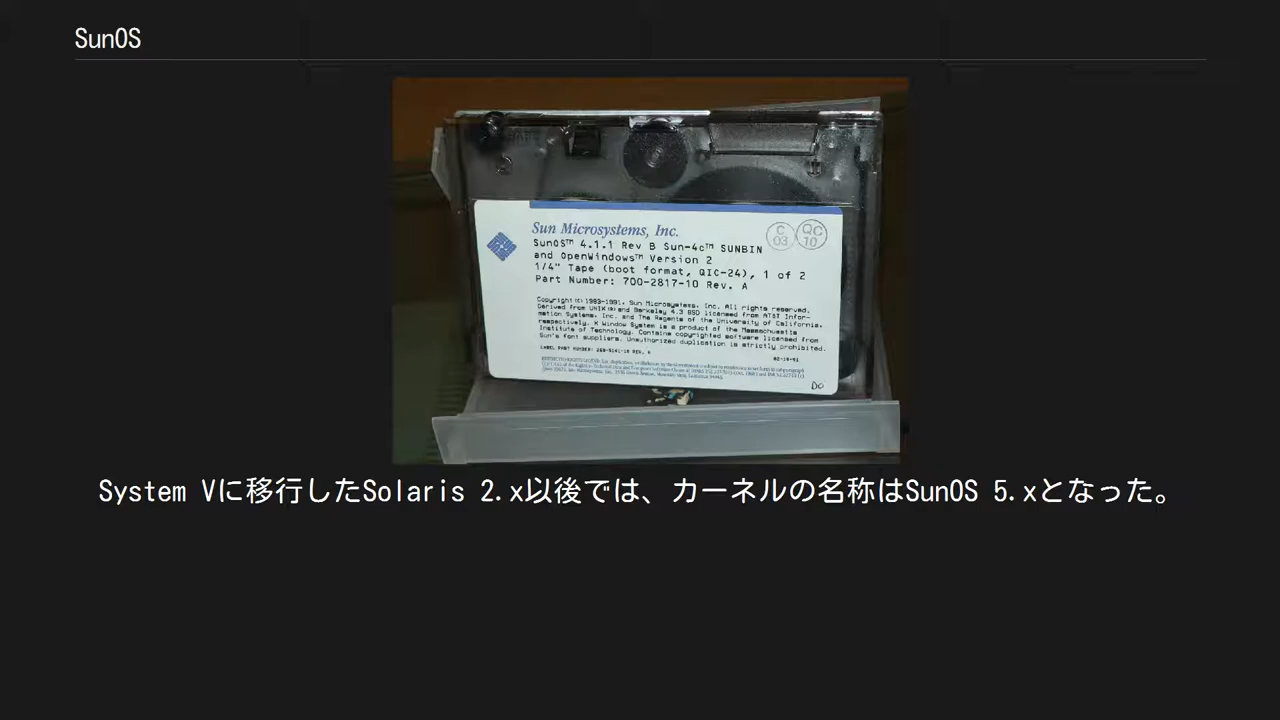 SunOS
Sun Microsystems, Inc.
C
03
QC
10
SunOS™ 4.1.1 Rev B Sun-4c™ SUNBIN
and OpenWindows™ Version 2
1/4" Tape (boot format, QIC-24), 1 of 2
Part Number: 700-2817-10 Rev. A
Copyright (c) 1983-1991, Sun Microsystems, Inc. All rights reserved.
Derived from UNIX(R) and Berkeley 4.3 BSD licensed from AT&T Infor-
mation Systems, Inc. and The Regents of the University of California,
respectively. X Window System is a product of the Massachusetts
Institute of Technology. Contains copyrighted software licensed from
Sun's font suppliers. Unauthorized duplication is strictly prohibited.
DO
System Vに移行したSolaris 2.x以後では、カーネルの名称はSunOS 5.xとなった。